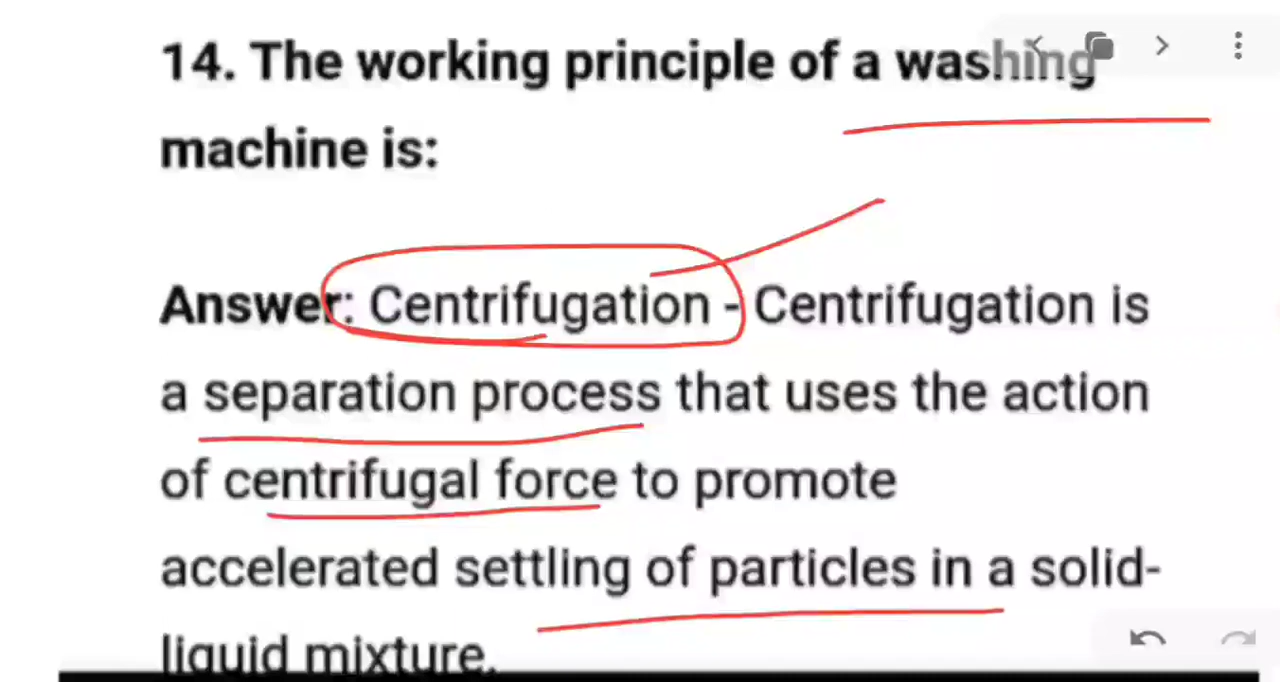 14. The working principle of a washing
machine is:
Answer: Centrifugation - Centrifugation is
a separation process that uses the action
of centrifugal force to promote
accelerated settling of particles in a solid-
liquid mixture.